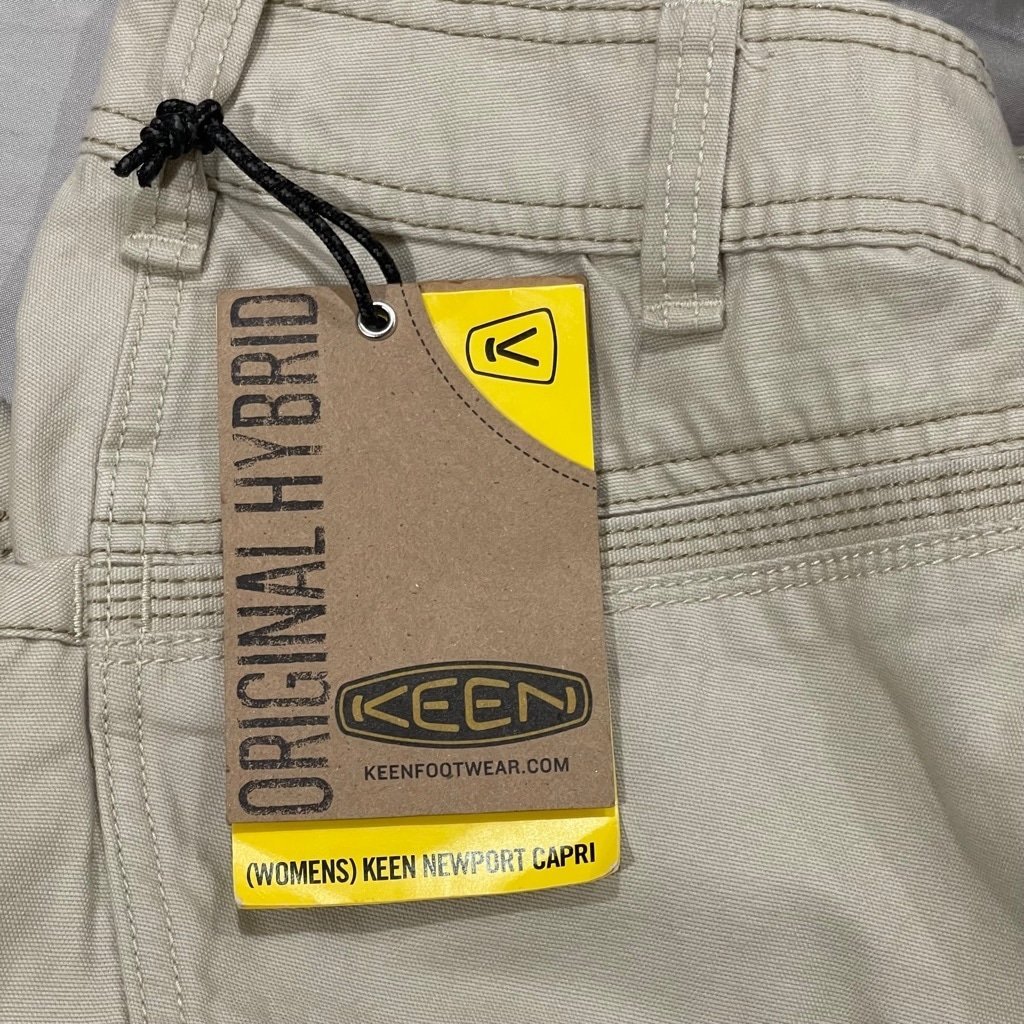 ORIGINAL HYBRID
KEEN
KEENFOOTWEAR.COM
(WOMENS) KEEN NEWPORT CAPRI